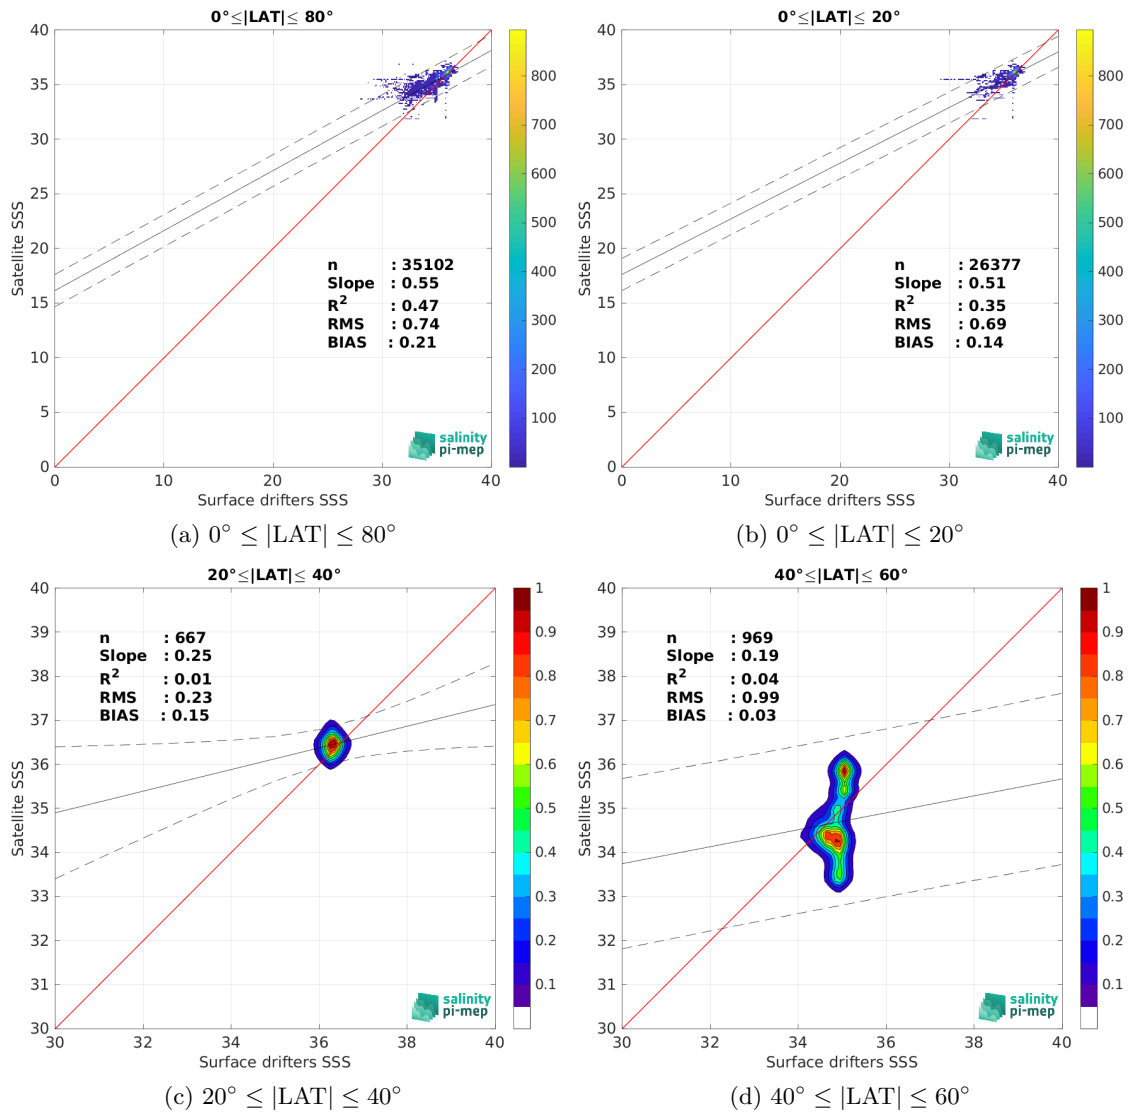 0°≤|LAT|≤ 80°
40
35
30
25
20
15
10
5
0
0
10
20
30
40
Satellite SSS
Surface drifters SSS
n : 35102
Slope : 0.55
R² : 0.47
RMS : 0.74
BIAS : 0.21
salinity
pi-mep
800
700
600
500
400
300
200
100
(a) 0° ≤ |LAT| ≤ 80°
0°≤|LAT|≤ 20°
40
35
30
25
20
15
10
5
0
0
10
20
30
40
Satellite SSS
Surface drifters SSS
n : 26377
Slope : 0.51
R² : 0.35
RMS : 0.69
BIAS : 0.14
salinity
pi-mep
800
700
600
500
400
300
200
100
(b) 0° ≤ |LAT| ≤ 20°
20°≤|LAT|≤ 40°
40
39
38
37
36
35
34
33
32
31
30
30
32
34
36
38
40
Satellite SSS
Surface drifters SSS
n : 667
Slope : 0.25
R² : 0.01
RMS : 0.23
BIAS : 0.15
salinity
pi-mep
1
0.9
0.8
0.7
0.6
0.5
0.4
0.3
0.2
0.1
(c) 20° ≤ |LAT| ≤ 40°
40°≤|LAT|≤ 60°
40
39
38
37
36
35
34
33
32
31
30
30
32
34
36
38
40
Satellite SSS
Surface drifters SSS
n : 969
Slope : 0.19
R² : 0.04
RMS : 0.99
BIAS : 0.03
salinity
pi-mep
1
0.9
0.8
0.7
0.6
0.5
0.4
0.3
0.2
0.1
(d) 40° ≤ |LAT| ≤ 60°